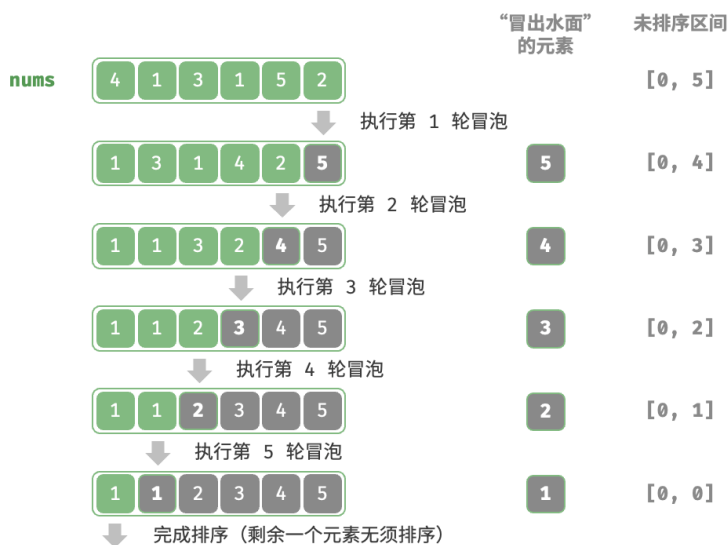 “冒出水面” 未排序区间
的元素
nums 4 1 3 1 5 2 [0, 5]
执行第 1 轮冒泡
1 3 1 4 2 5 5 [0, 4]
执行第 2 轮冒泡
1 1 3 2 4 5 4 [0, 3]
执行第 3 轮冒泡
1 1 2 3 4 5 3 [0, 2]
执行第 4 轮冒泡
1 1 2 3 4 5 2 [0, 1]
执行第 5 轮冒泡
1 1 2 3 4 5 1 [0, 0]
完成排序（剩余一个元素无须排序）